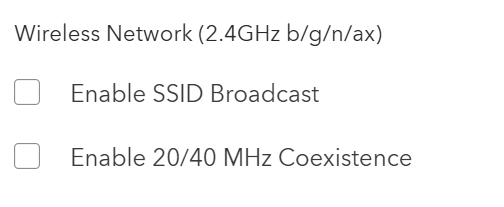 Wireless Network (2.4GHz b/g/n/ax)
Enable SSID Broadcast
Enable 20/40 MHz Coexistence